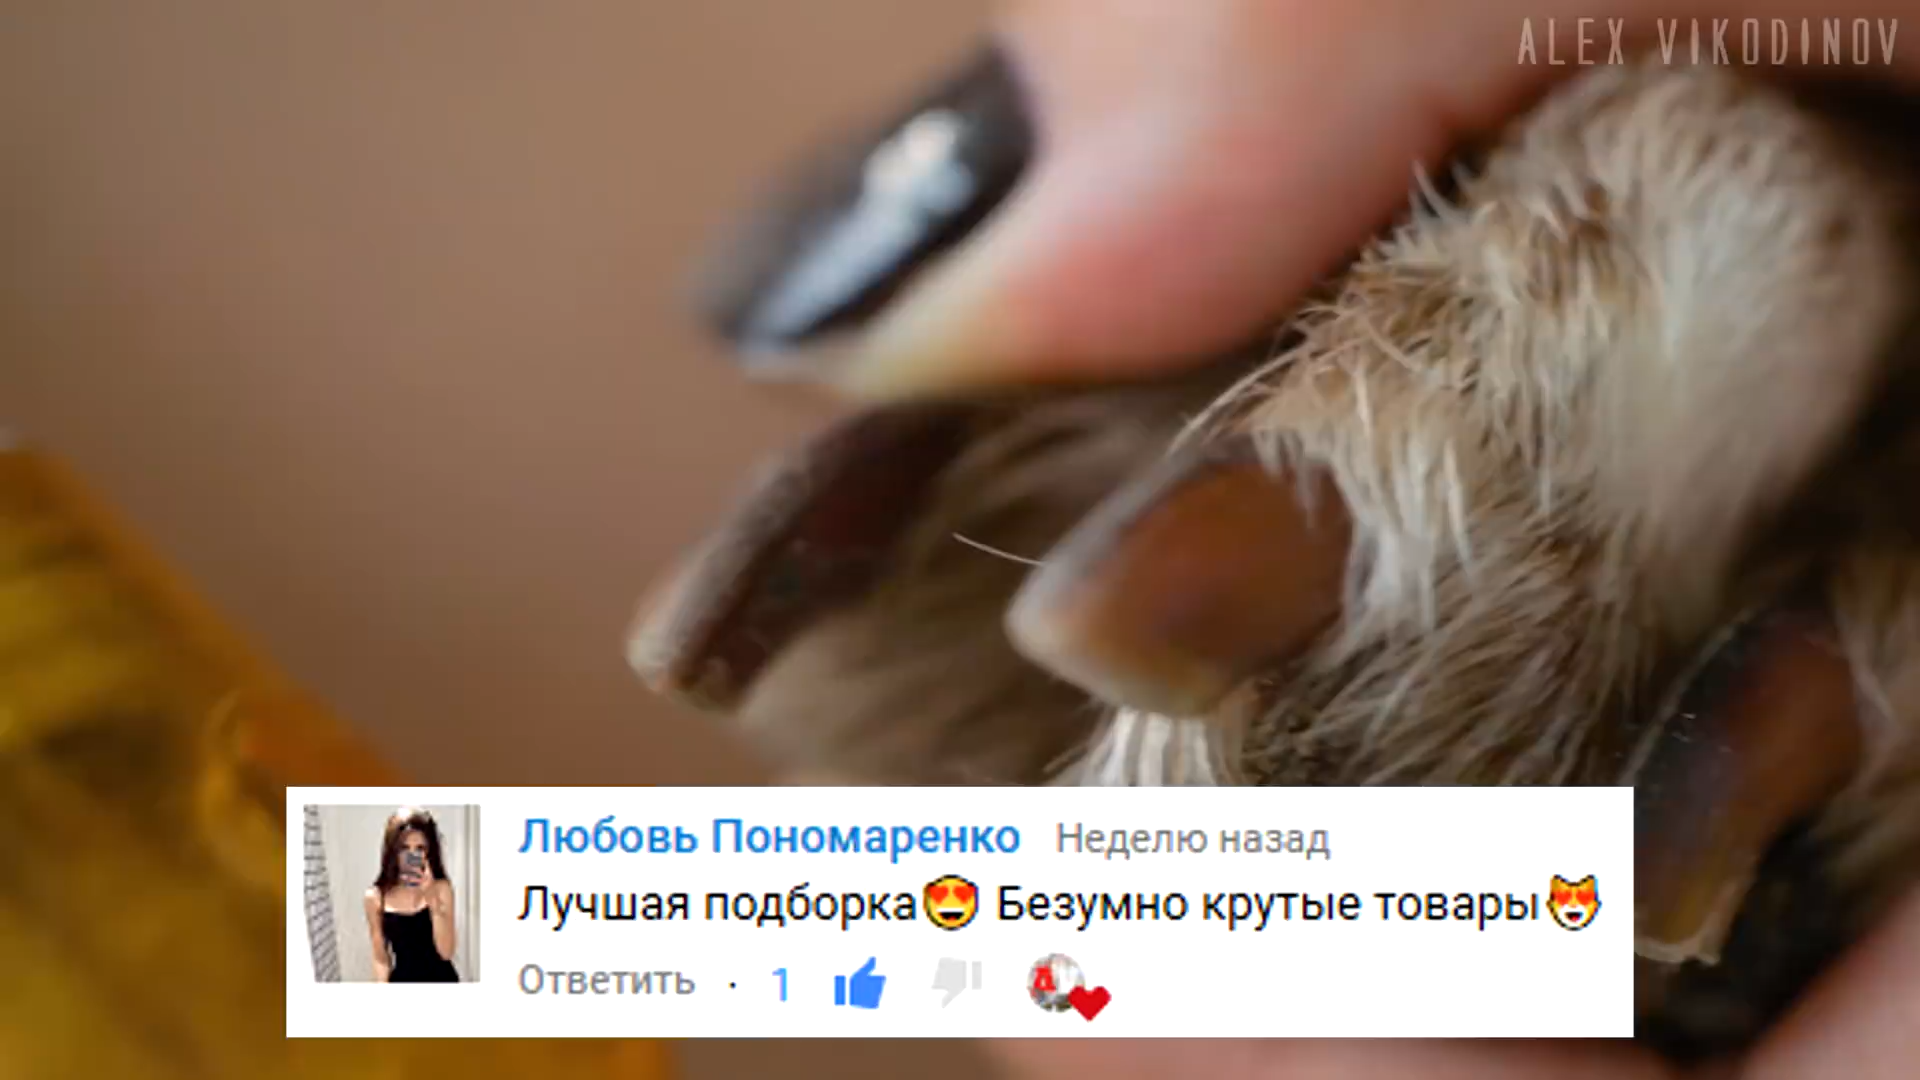 ALEX VIKODINOV
Любовь Пономаренко Неделю назад
Лучшая подборка😍 Безумно крутые товары😻
Ответить · 1